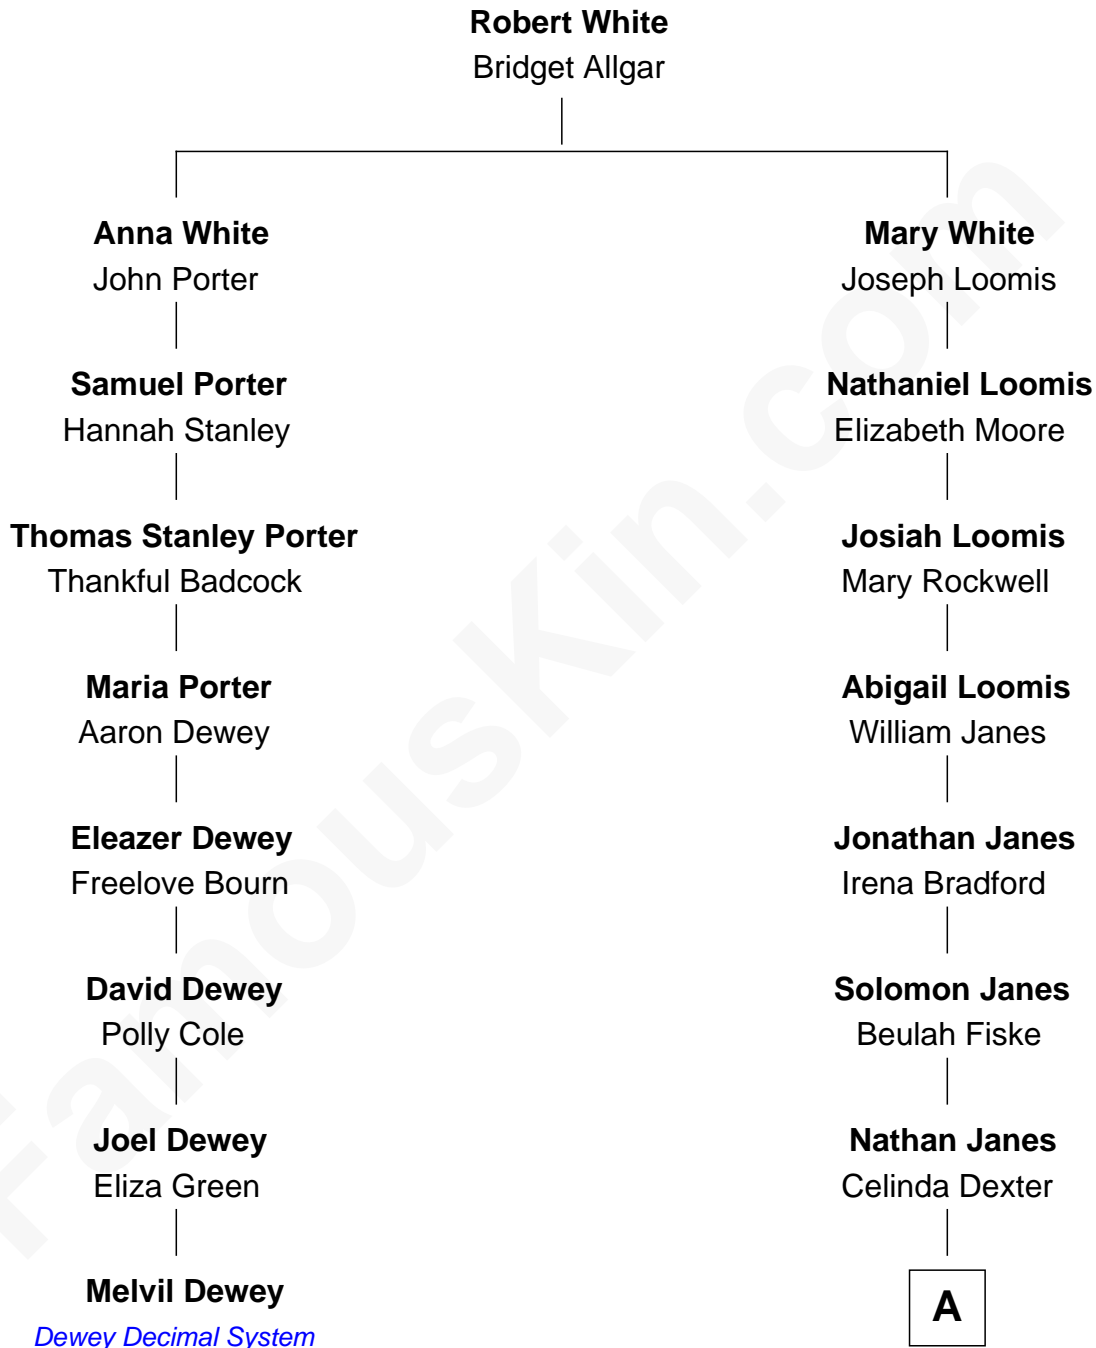 Robert White
Bridget Allgar
Anna White
John Porter
Mary White
Joseph Loomis
Samuel Porter
Hannah Stanley
Nathaniel Loomis
Elizabeth Moore
Thomas Stanley Porter
Thankful Badcock
Josiah Loomis
Mary Rockwell
Maria Porter
Aaron Dewey
Abigail Loomis
William Janes
Eleazer Dewey
Freelove Bourn
Jonathan Janes
Irena Bradford
David Dewey
Polly Cole
Solomon Janes
Beulah Fiske
Joel Dewey
Eliza Green
Nathan Janes
Celinda Dexter
Melvil Dewey
Dewey Decimal System
A
FamousKin.com